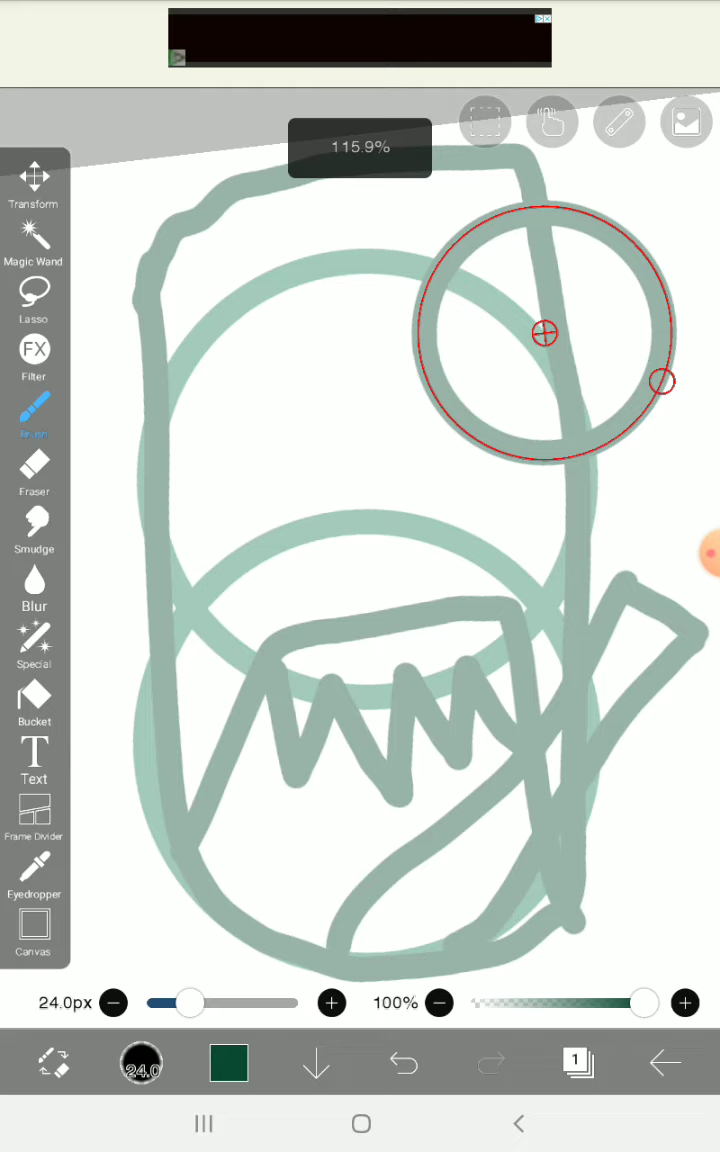 115.9%
Transform
Magic Wand
Lasso
FX
Filter
Brush
Eraser
Smudge
Blur
Special
Bucket
T
Text
Frame Divider
Eyedropper
Canvas
24.0px
100%
24.0
1